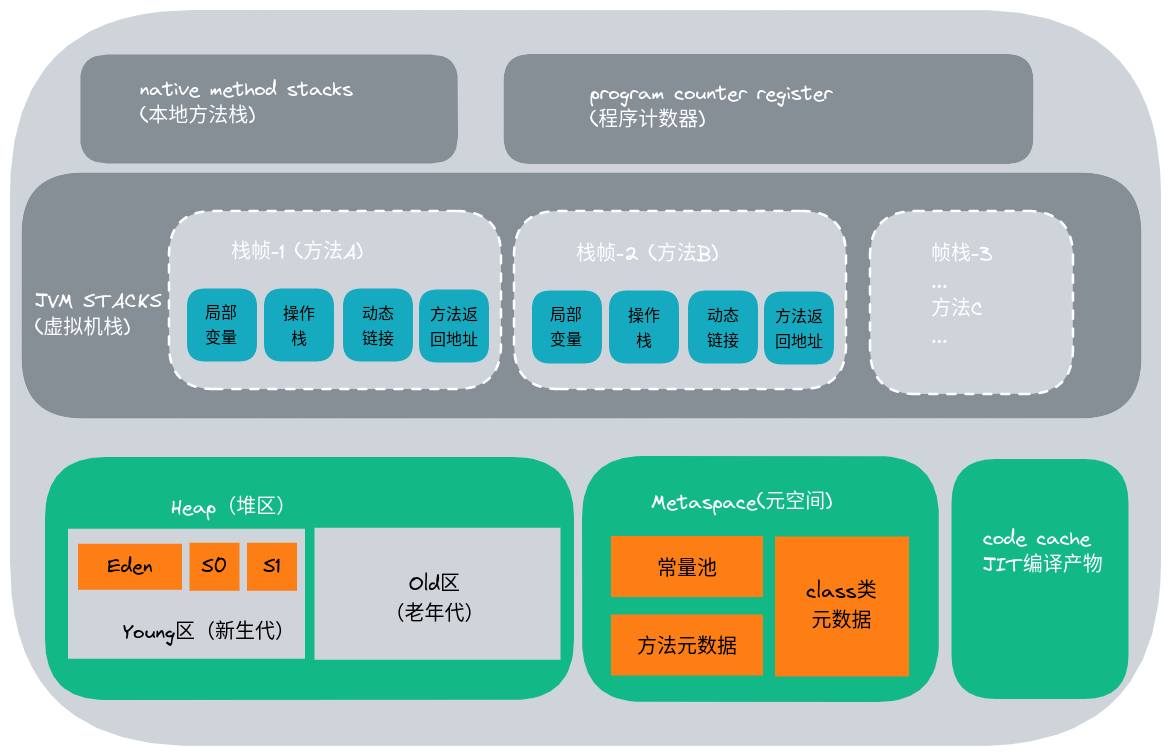 native method stacks
(本地方法栈)
program counter register
(程序计数器)
JVM STACKS
(虚拟机栈)
栈帧-1 (方法A)
局部
变量
操作
栈
动态
链接
方法返
回地址
栈帧-2 (方法B)
局部
变量
操作
栈
动态
链接
方法返
回地址
帧栈-3
...
方法C
...
Heap (堆区)
Eden
S0
S1
Young区 (新生代)
Old区
(老年代)
Metaspace(元空间)
常量池
方法元数据
class类
元数据
code cache
JIT编译产物